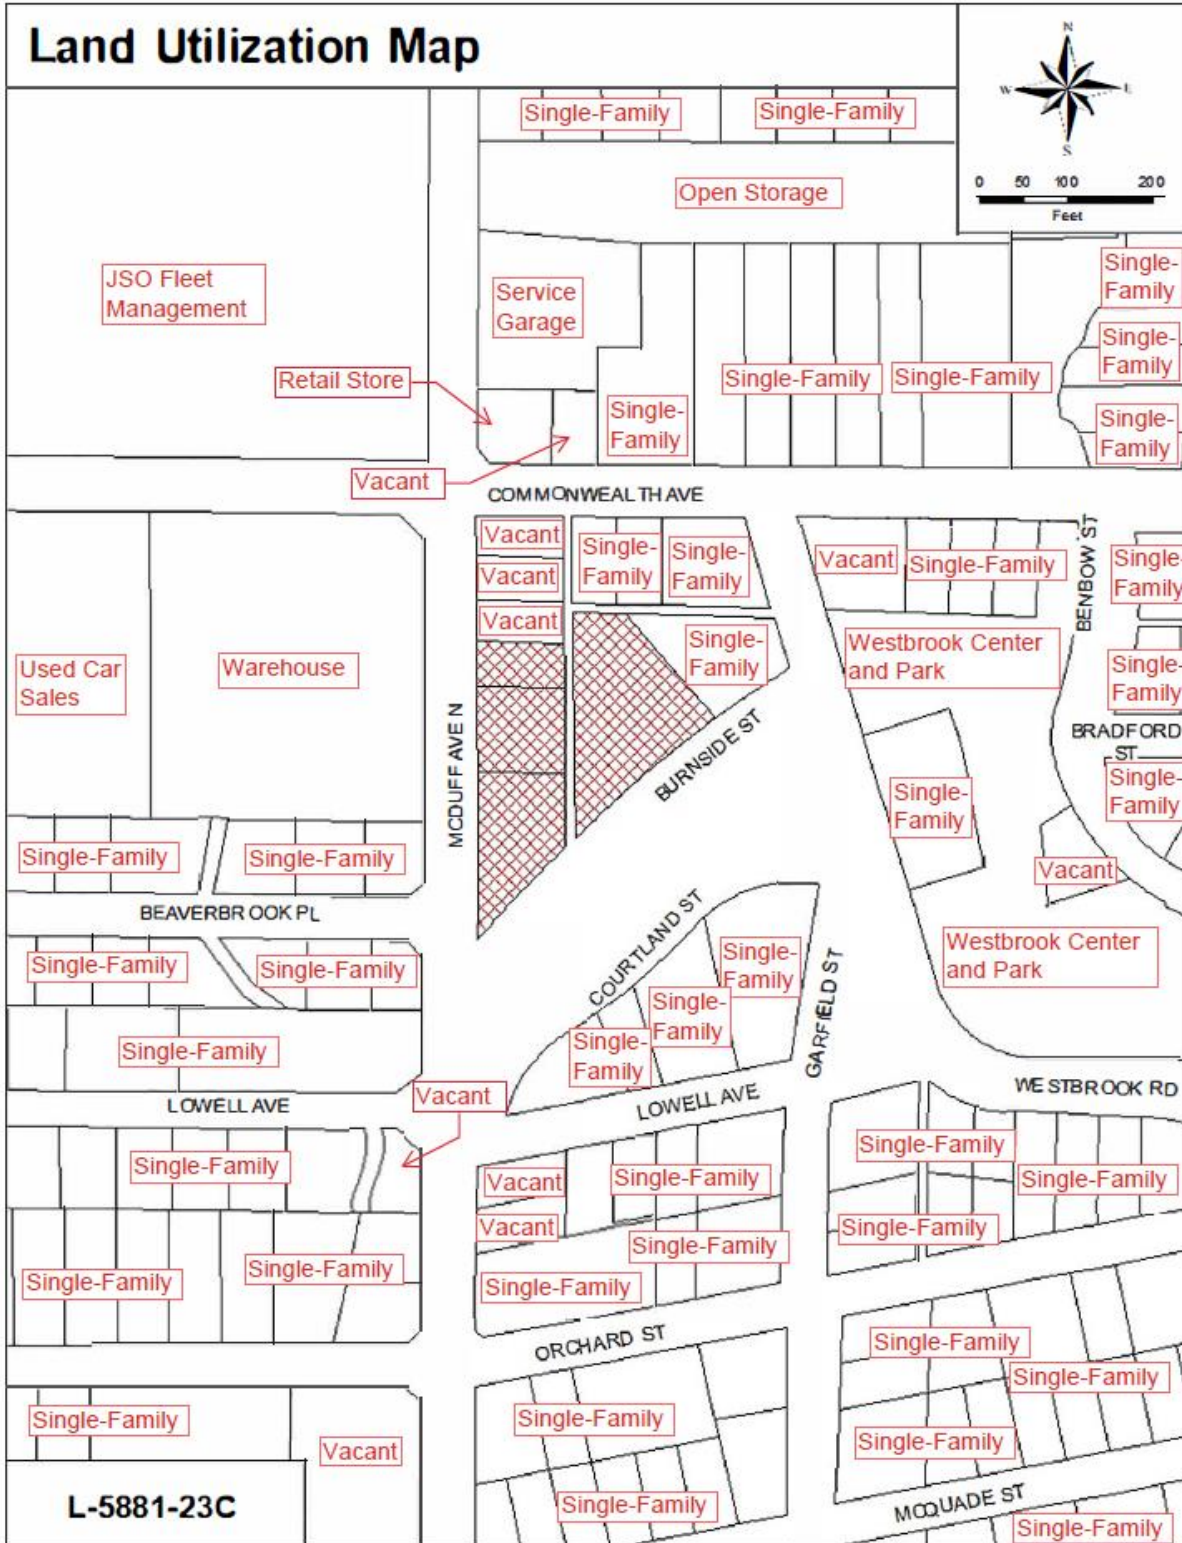 Land Utilization Map
N
W
E
S
0 50 100 200
Feet
Single-Family
Single-Family
Open Storage
JSO Fleet
Management
Service
Garage
Single-
Family
Single-
Family
Single-
Family
Retail Store
Single-Family
Single-Family
Single-
Family
Vacant
COMMONWEALTH AVE
Vacant
Vacant
Vacant
Single-
Family
Single-
Family
Vacant
Single-Family
BENBOW ST
Single-
Family
Used Car
Sales
Warehouse
Single-
Family
Westbrook Center
and Park
Single-
Family
MCDUFF AVE N
BURNSIDE ST
BRADFORD
ST
Single-
Family
Single-
Family
Single-Family
Single-Family
Vacant
BEAVERBROOK PL
Single-Family
Single-Family
COURTLAND ST
Single-
Family
Single-
Family
Single-
Family
GARFIELD ST
Westbrook Center
and Park
Single-Family
Vacant
LOWELL AVE
LOWELL AVE
WESTBROOK RD
Single-Family
Vacant
Single-Family
Single-Family
Single-Family
Vacant
Single-Family
Single-Family
Single-Family
Single-Family
Single-Family
ORCHARD ST
Single-Family
Single-Family
Single-Family
Single-Family
Vacant
Single-Family
L-5881-23C
Single-Family
MCQUADE ST
Single-Family